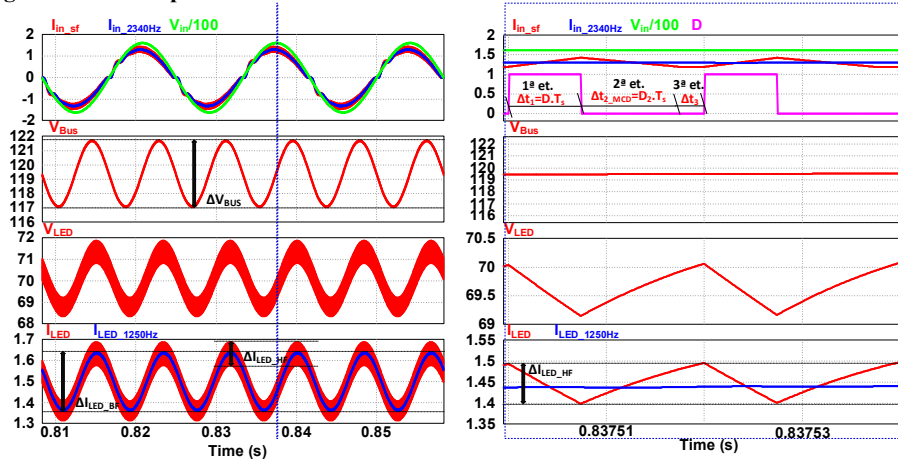 I_in_sf I_in_2340Hz V_in/100
2
1
0
-1
-2
V_Bus
122
121
120
119
118
117
116
ΔV_BUS
V_LED
72
71
70
69
68
I_LED I_LED_1250Hz
1.7
1.6
1.5
1.4
1.3
ΔI_LED_HF
ΔI_LED_BF
0.81 0.82 0.83 0.84 0.85
Time (s)
I_in_sf I_in_2340Hz V_in/100 D
2
1.5
1
0.5
0
1ª et. 2ª et. 3ª et.
Δt_1=D.T_s Δt_2_MCD=D_2.T_s Δt_3
V_Bus
122
121
120
119
118
117
116
V_LED
70.5
70
69.5
69
I_LED I_LED_1250Hz
1.55
1.5
1.45
1.4
1.35
ΔI_LED_HF
0.83751 0.83753
Time (s)